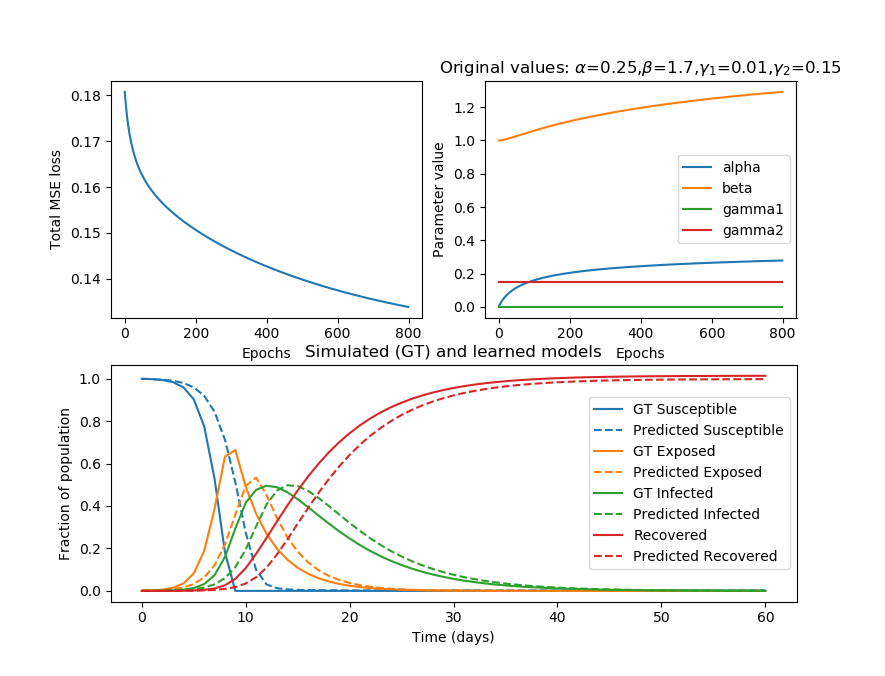 Original values: α=0.25,β=1.7,γ₁=0.01,γ₂=0.15
0.18
0.17
0.16
0.15
0.14
Total MSE loss
0 200 400 600 800
Epochs
1.2
1.0
0.8
0.6
0.4
0.2
0.0
Parameter value
alpha
beta
gamma1
gamma2
0 200 400 600 800
Epochs
Simulated (GT) and learned models
1.0
0.8
0.6
0.4
0.2
0.0
Fraction of population
GT Susceptible
Predicted Susceptible
GT Exposed
Predicted Exposed
GT Infected
Predicted Infected
Recovered
Predicted Recovered
0 10 20 30 40 50 60
Time (days)